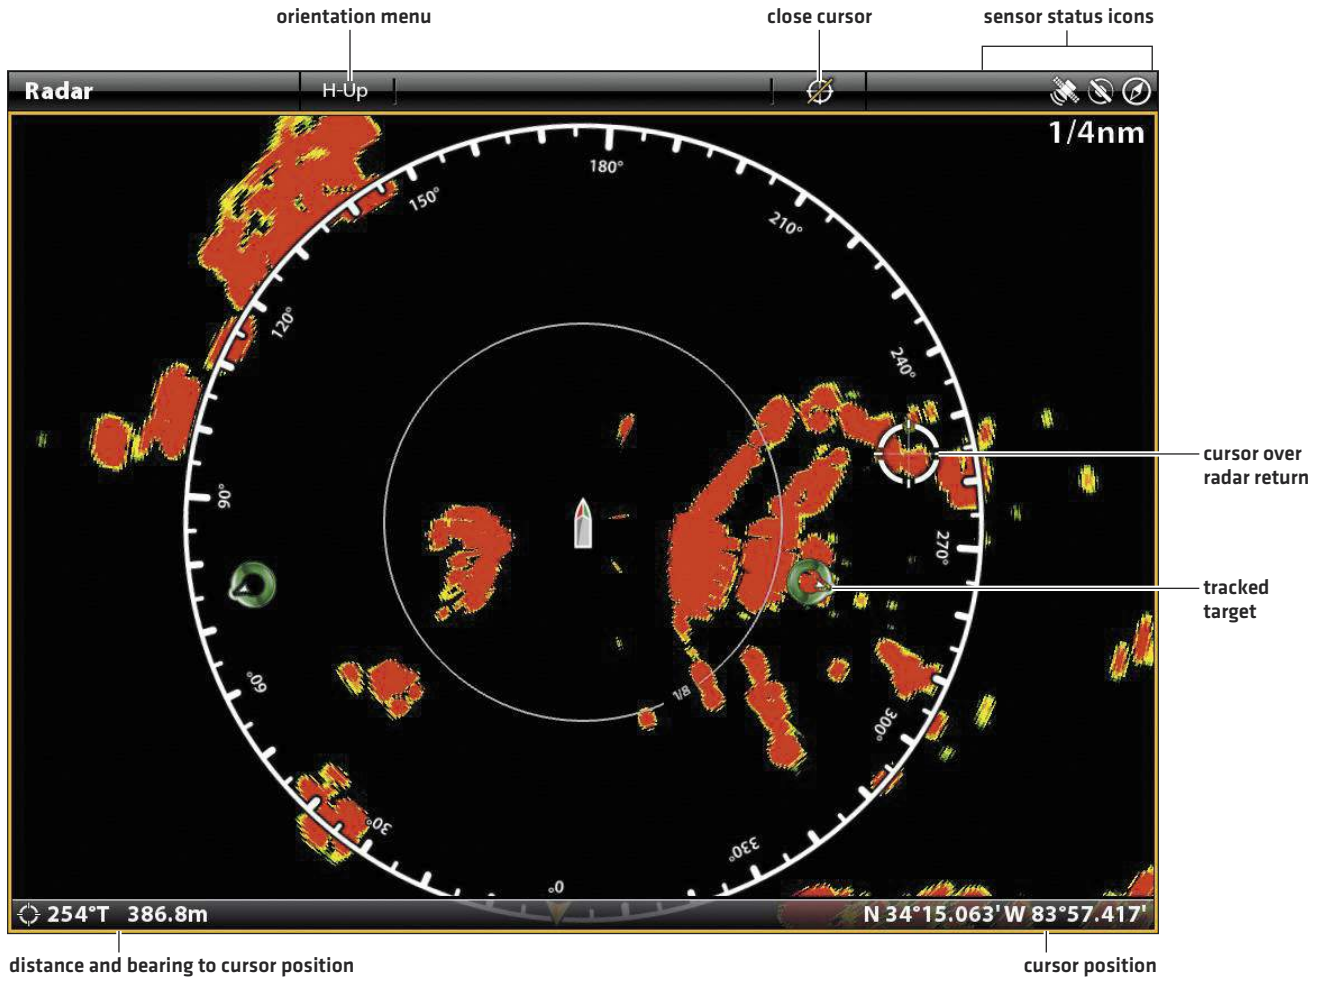 orientation menu
close cursor
sensor status icons
Radar
H-Up
1/4nm
180°
150°
210°
120°
240°
90°
270°
60°
300°
30°
330°
0°
1/8
cursor over
radar return
tracked
target
254°T 386.8m
N 34°15.063' W 83°57.417'
distance and bearing to cursor position
cursor position